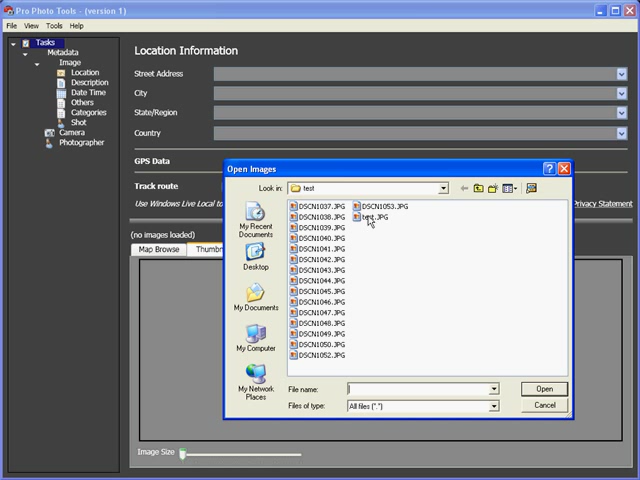 Pro Photo Tools - (version 1)
File View Tools Help
Tasks
Metadata
Image
Location
Description
Date Time
Others
Categories
Shot
Camera
Photographer
Location Information
Street Address
City
State/Region
Country
GPS Data
Track route
Use Windows Live Local to
Privacy Statement
(no images loaded)
Map Browse
Thumbn
Image Size
Open Images
Look in: test
My Recent
Documents
Desktop
My Documents
My Computer
My Network
Places
DSCN1037.JPG
DSCN1038.JPG
DSCN1039.JPG
DSCN1040.JPG
DSCN1041.JPG
DSCN1042.JPG
DSCN1043.JPG
DSCN1044.JPG
DSCN1045.JPG
DSCN1046.JPG
DSCN1047.JPG
DSCN1048.JPG
DSCN1049.JPG
DSCN1050.JPG
DSCN1052.JPG
DSCN1053.JPG
test.JPG
File name:
Open
Files of type: All files (*.*)
Cancel